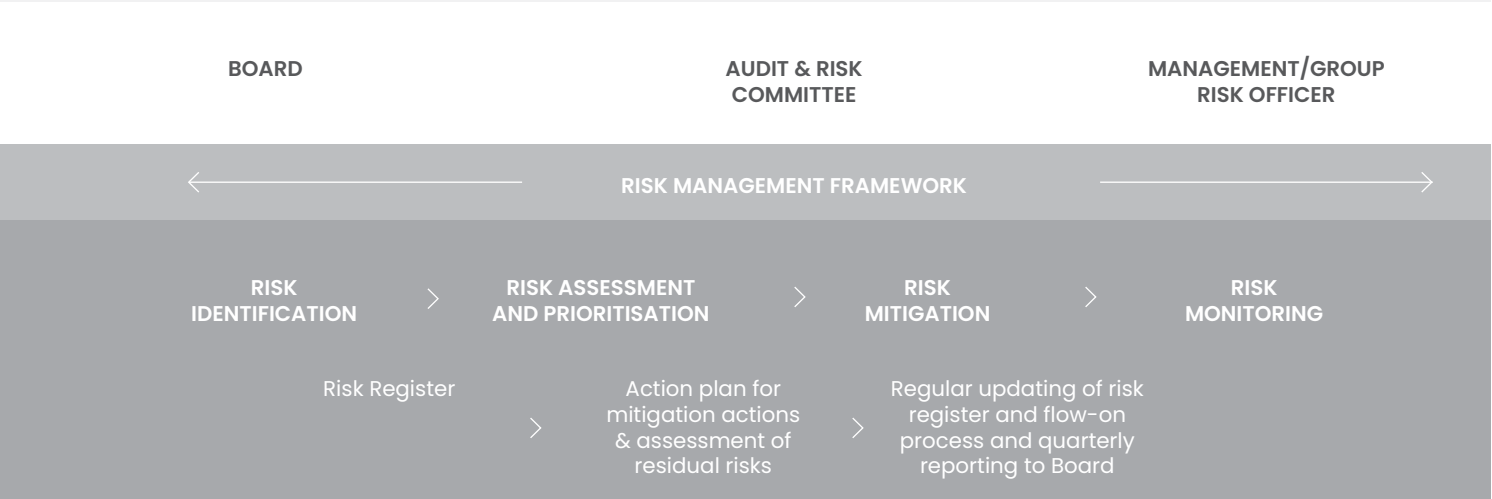 BOARD
AUDIT & RISK
COMMITTEE
MANAGEMENT/GROUP
RISK OFFICER
RISK MANAGEMENT FRAMEWORK
RISK
IDENTIFICATION
RISK ASSESSMENT
AND PRIORITISATION
RISK
MITIGATION
RISK
MONITORING
Risk Register
Action plan for
mitigation actions
& assessment of
residual risks
Regular updating of risk
register and flow-on
process and quarterly
reporting to Board